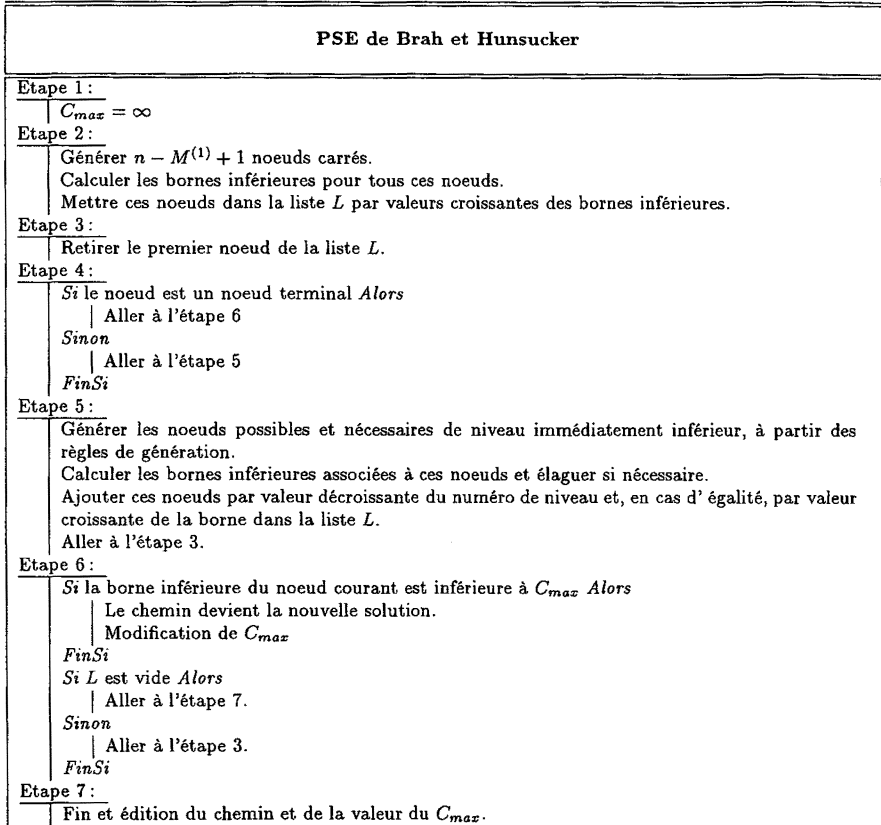 PSE de Brah et Hunsucker
Etape 1 :
C_{max} = ∞
Etape 2 :
Générer n − M^{(1)} + 1 noeuds carrés.
Calculer les bornes inférieures pour tous ces noeuds.
Mettre ces noeuds dans la liste L par valeurs croissantes des bornes inférieures.
Etape 3 :
Retirer le premier noeud de la liste L.
Etape 4 :
Si le noeud est un noeud terminal Alors
Aller à l'étape 6
Sinon
Aller à l'étape 5
FinSi
Etape 5 :
Générer les noeuds possibles et nécessaires de niveau immédiatement inférieur, à partir des
règles de génération.
Calculer les bornes inférieures associées à ces noeuds et élaguer si nécessaire.
Ajouter ces noeuds par valeur décroissante du numéro de niveau et, en cas d' égalité, par valeur
croissante de la borne dans la liste L.
Aller à l'étape 3.
Etape 6 :
Si la borne inférieure du noeud courant est inférieure à C_{max} Alors
Le chemin devient la nouvelle solution.
Modification de C_{max}
FinSi
Si L est vide Alors
Aller à l'étape 7.
Sinon
Aller à l'étape 3.
FinSi
Etape 7 :
Fin et édition du chemin et de la valeur du C_{max}.